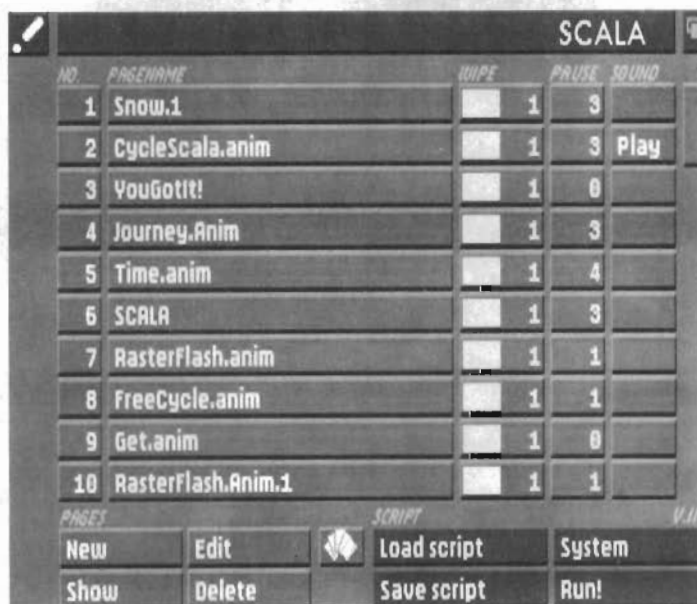 SCALA
NO. PAGENAME WIPE PAUSE SOUND
1 Snow.1 1 3
2 CycleScala.anim 1 3 Play
3 YouGotIt! 1 0
4 Journey.Anim 1 3
5 Time.anim 1 4
6 SCALA 1 3
7 RasterFlash.anim 1 1
8 FreeCycle.anim 1 1
9 Get.anim 1 0
10 RasterFlash.Anim.1 1 1
PAGES SCRIPT
New Edit Load script System
Show Delete Save script Run!